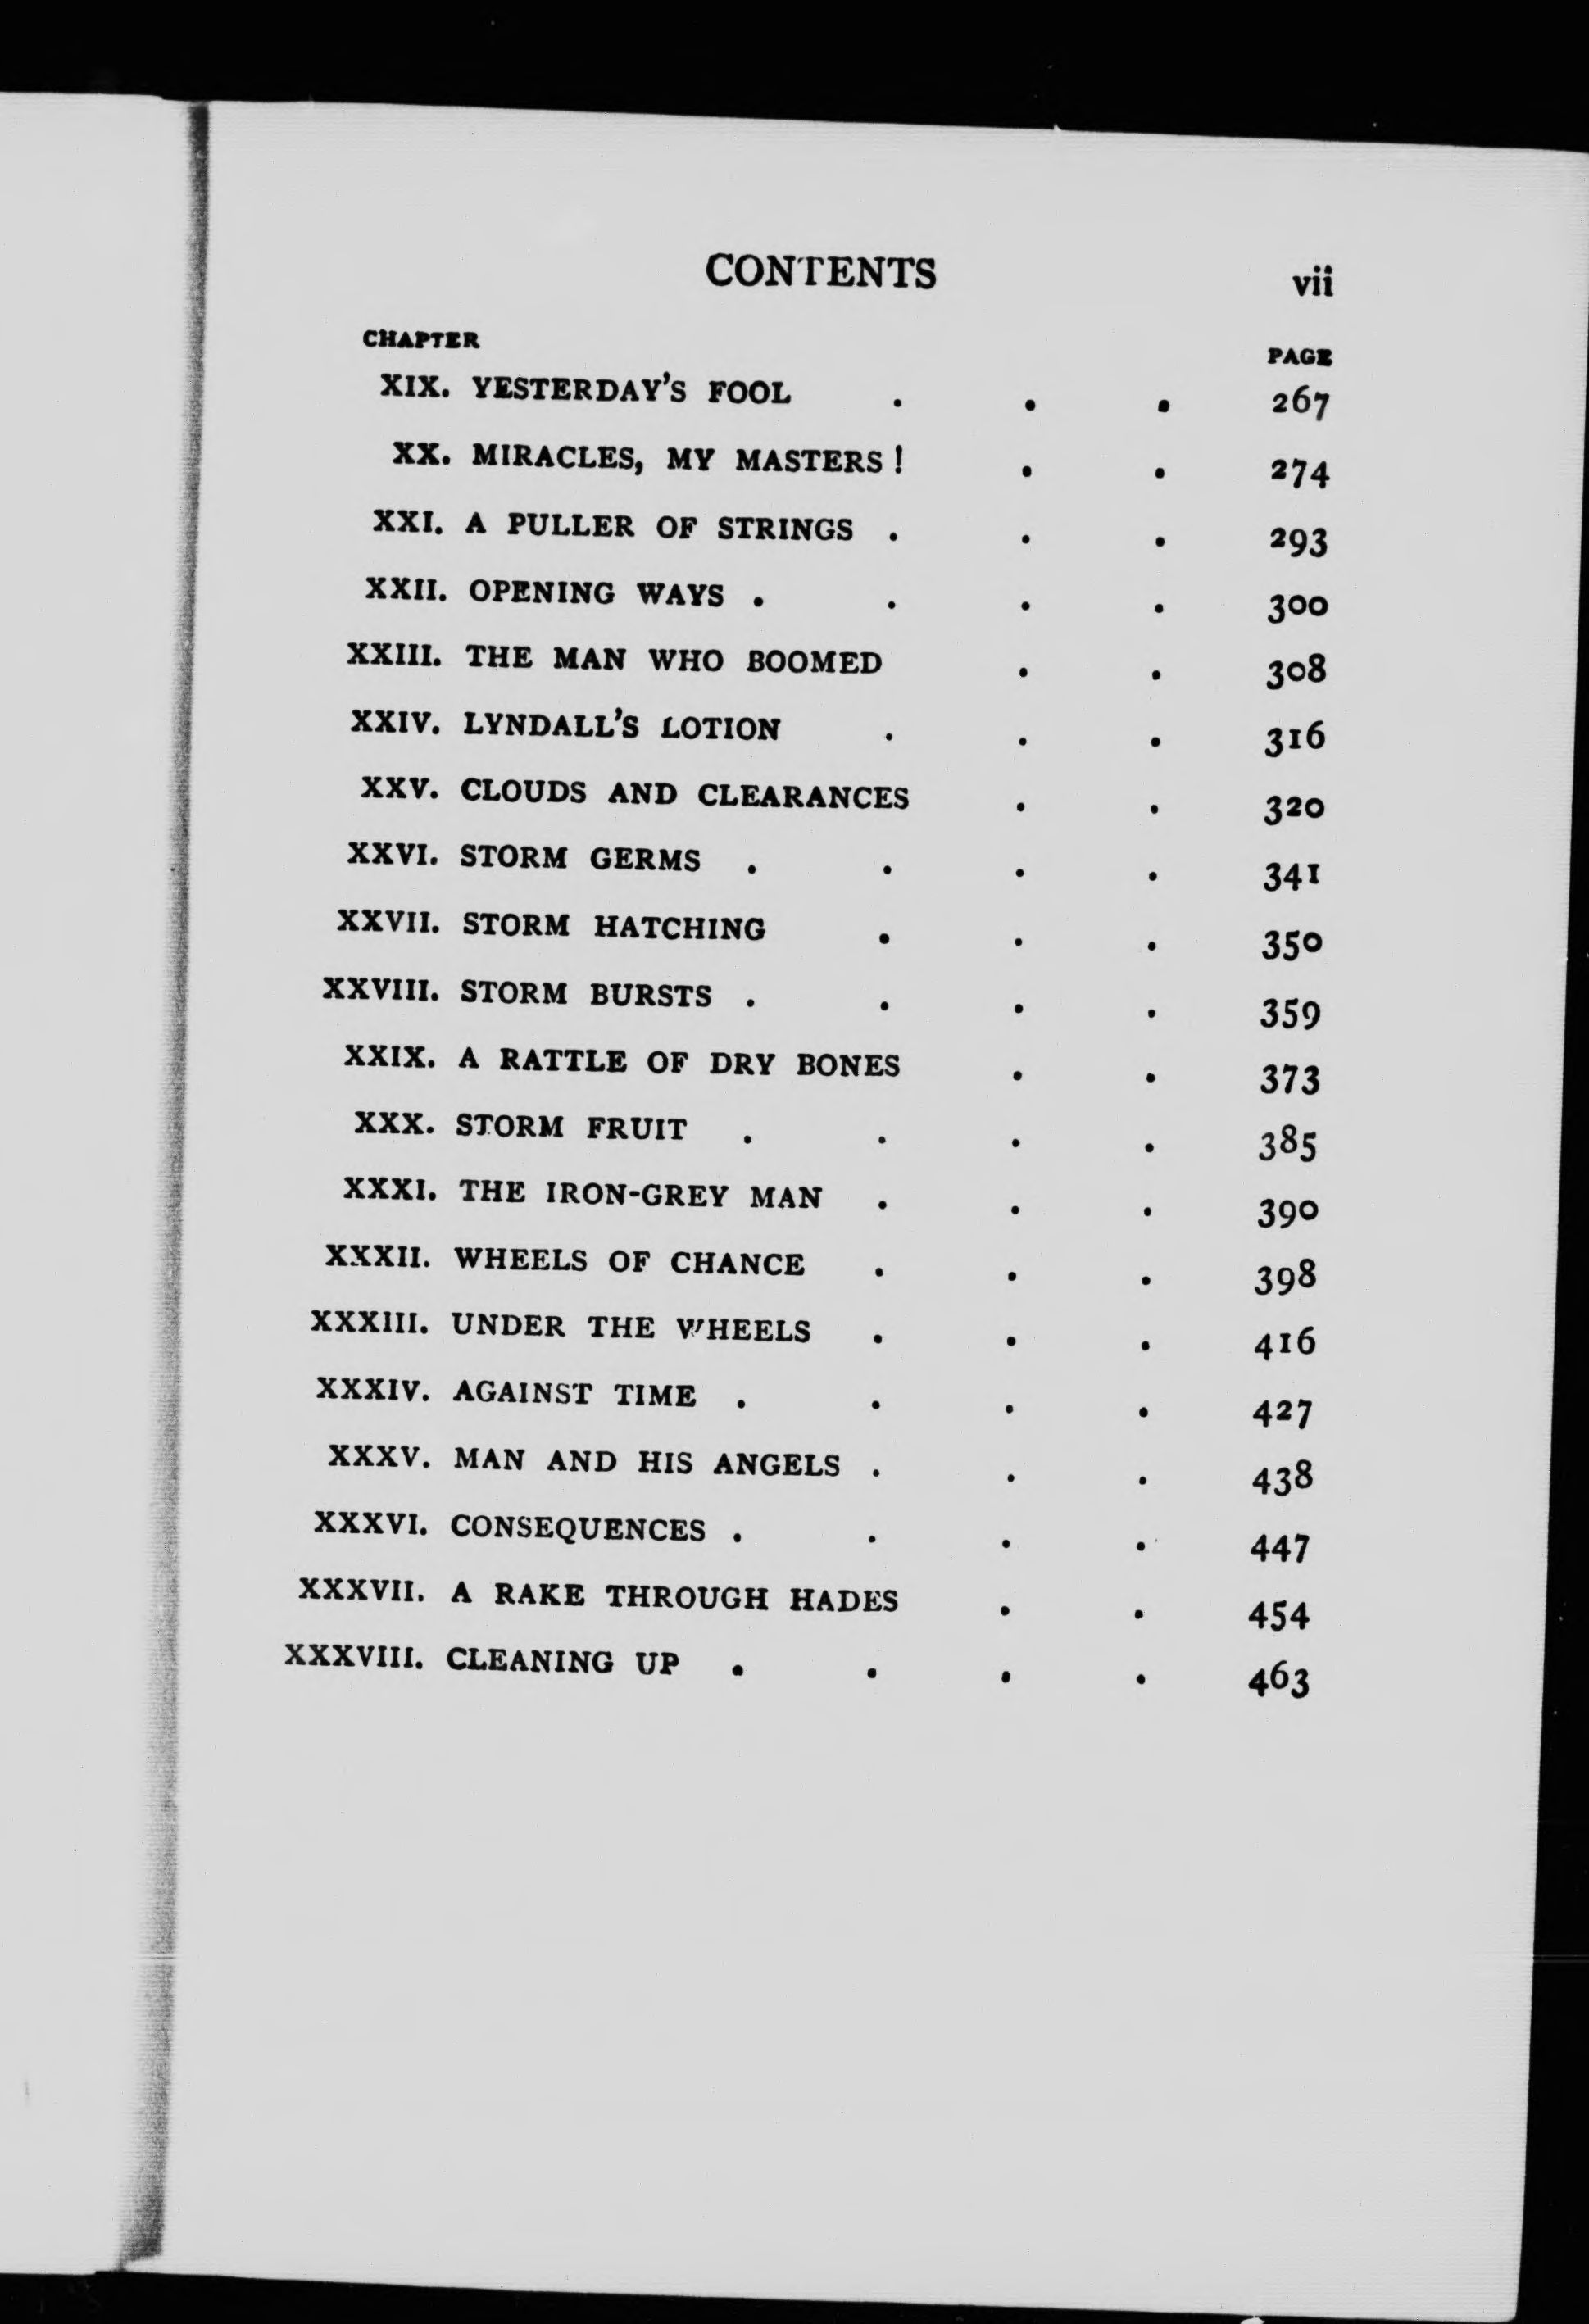 CONTENTS vii
CHAPTER PAGE
XIX. YESTERDAY'S FOOL . . . 267
XX. MIRACLES, MY MASTERS ! . . 274
XXI. A PULLER OF STRINGS . . . 293
XXII. OPENING WAYS . . . . 300
XXIII. THE MAN WHO BOOMED . . 308
XXIV. LYNDALL'S LOTION . . . 316
XXV. CLOUDS AND CLEARANCES . . 320
XXVI. STORM GERMS . . . . 341
XXVII. STORM HATCHING . . . 350
XXVIII. STORM BURSTS . . . . 359
XXIX. A RATTLE OF DRY BONES . . 373
XXX. STORM FRUIT . . . . 385
XXXI. THE IRON-GREY MAN . . . 390
XXXII. WHEELS OF CHANCE . . . 398
XXXIII. UNDER THE WHEELS . . . 416
XXXIV. AGAINST TIME . . . . 427
XXXV. MAN AND HIS ANGELS . . . 438
XXXVI. CONSEQUENCES . . . . 447
XXXVII. A RAKE THROUGH HADES . . 454
XXXVIII. CLEANING UP . . . . 463